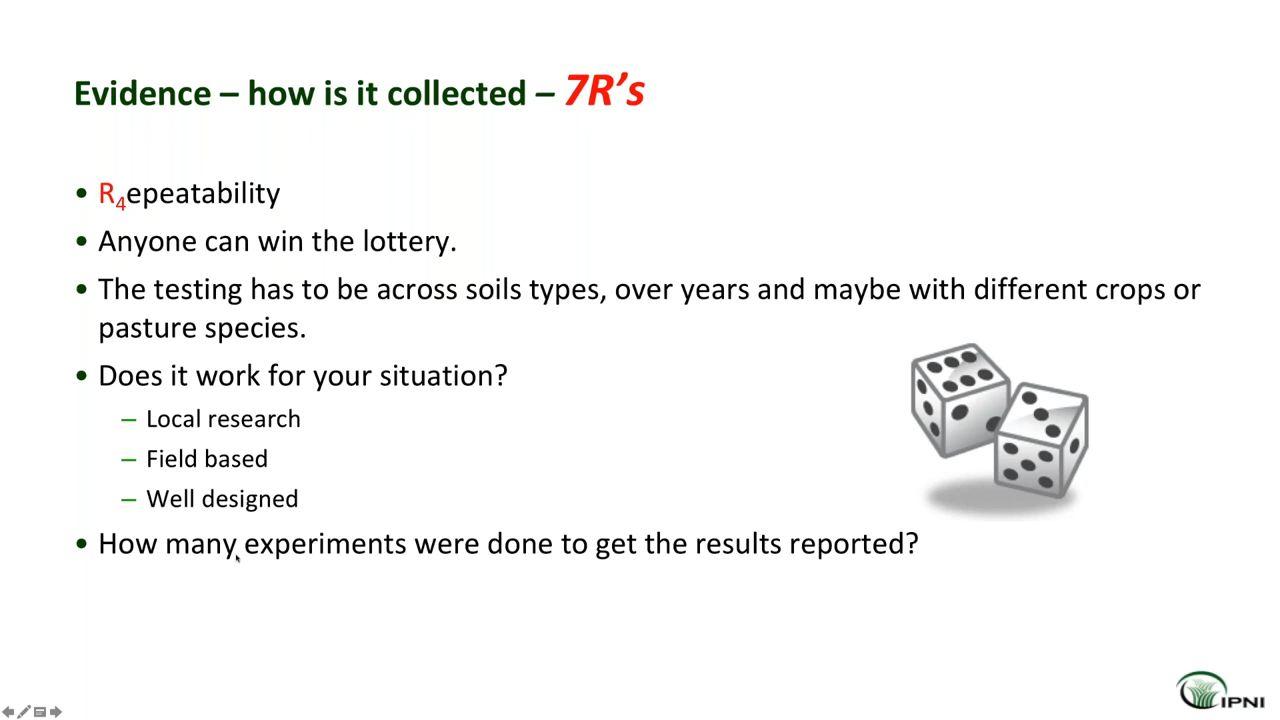 Evidence – how is it collected – 7R’s
• R4epeatability
• Anyone can win the lottery.
• The testing has to be across soils types, over years and maybe with different crops or
pasture species.
• Does it work for your situation?
– Local research
– Field based
– Well designed
• How many experiments were done to get the results reported?
IPNI